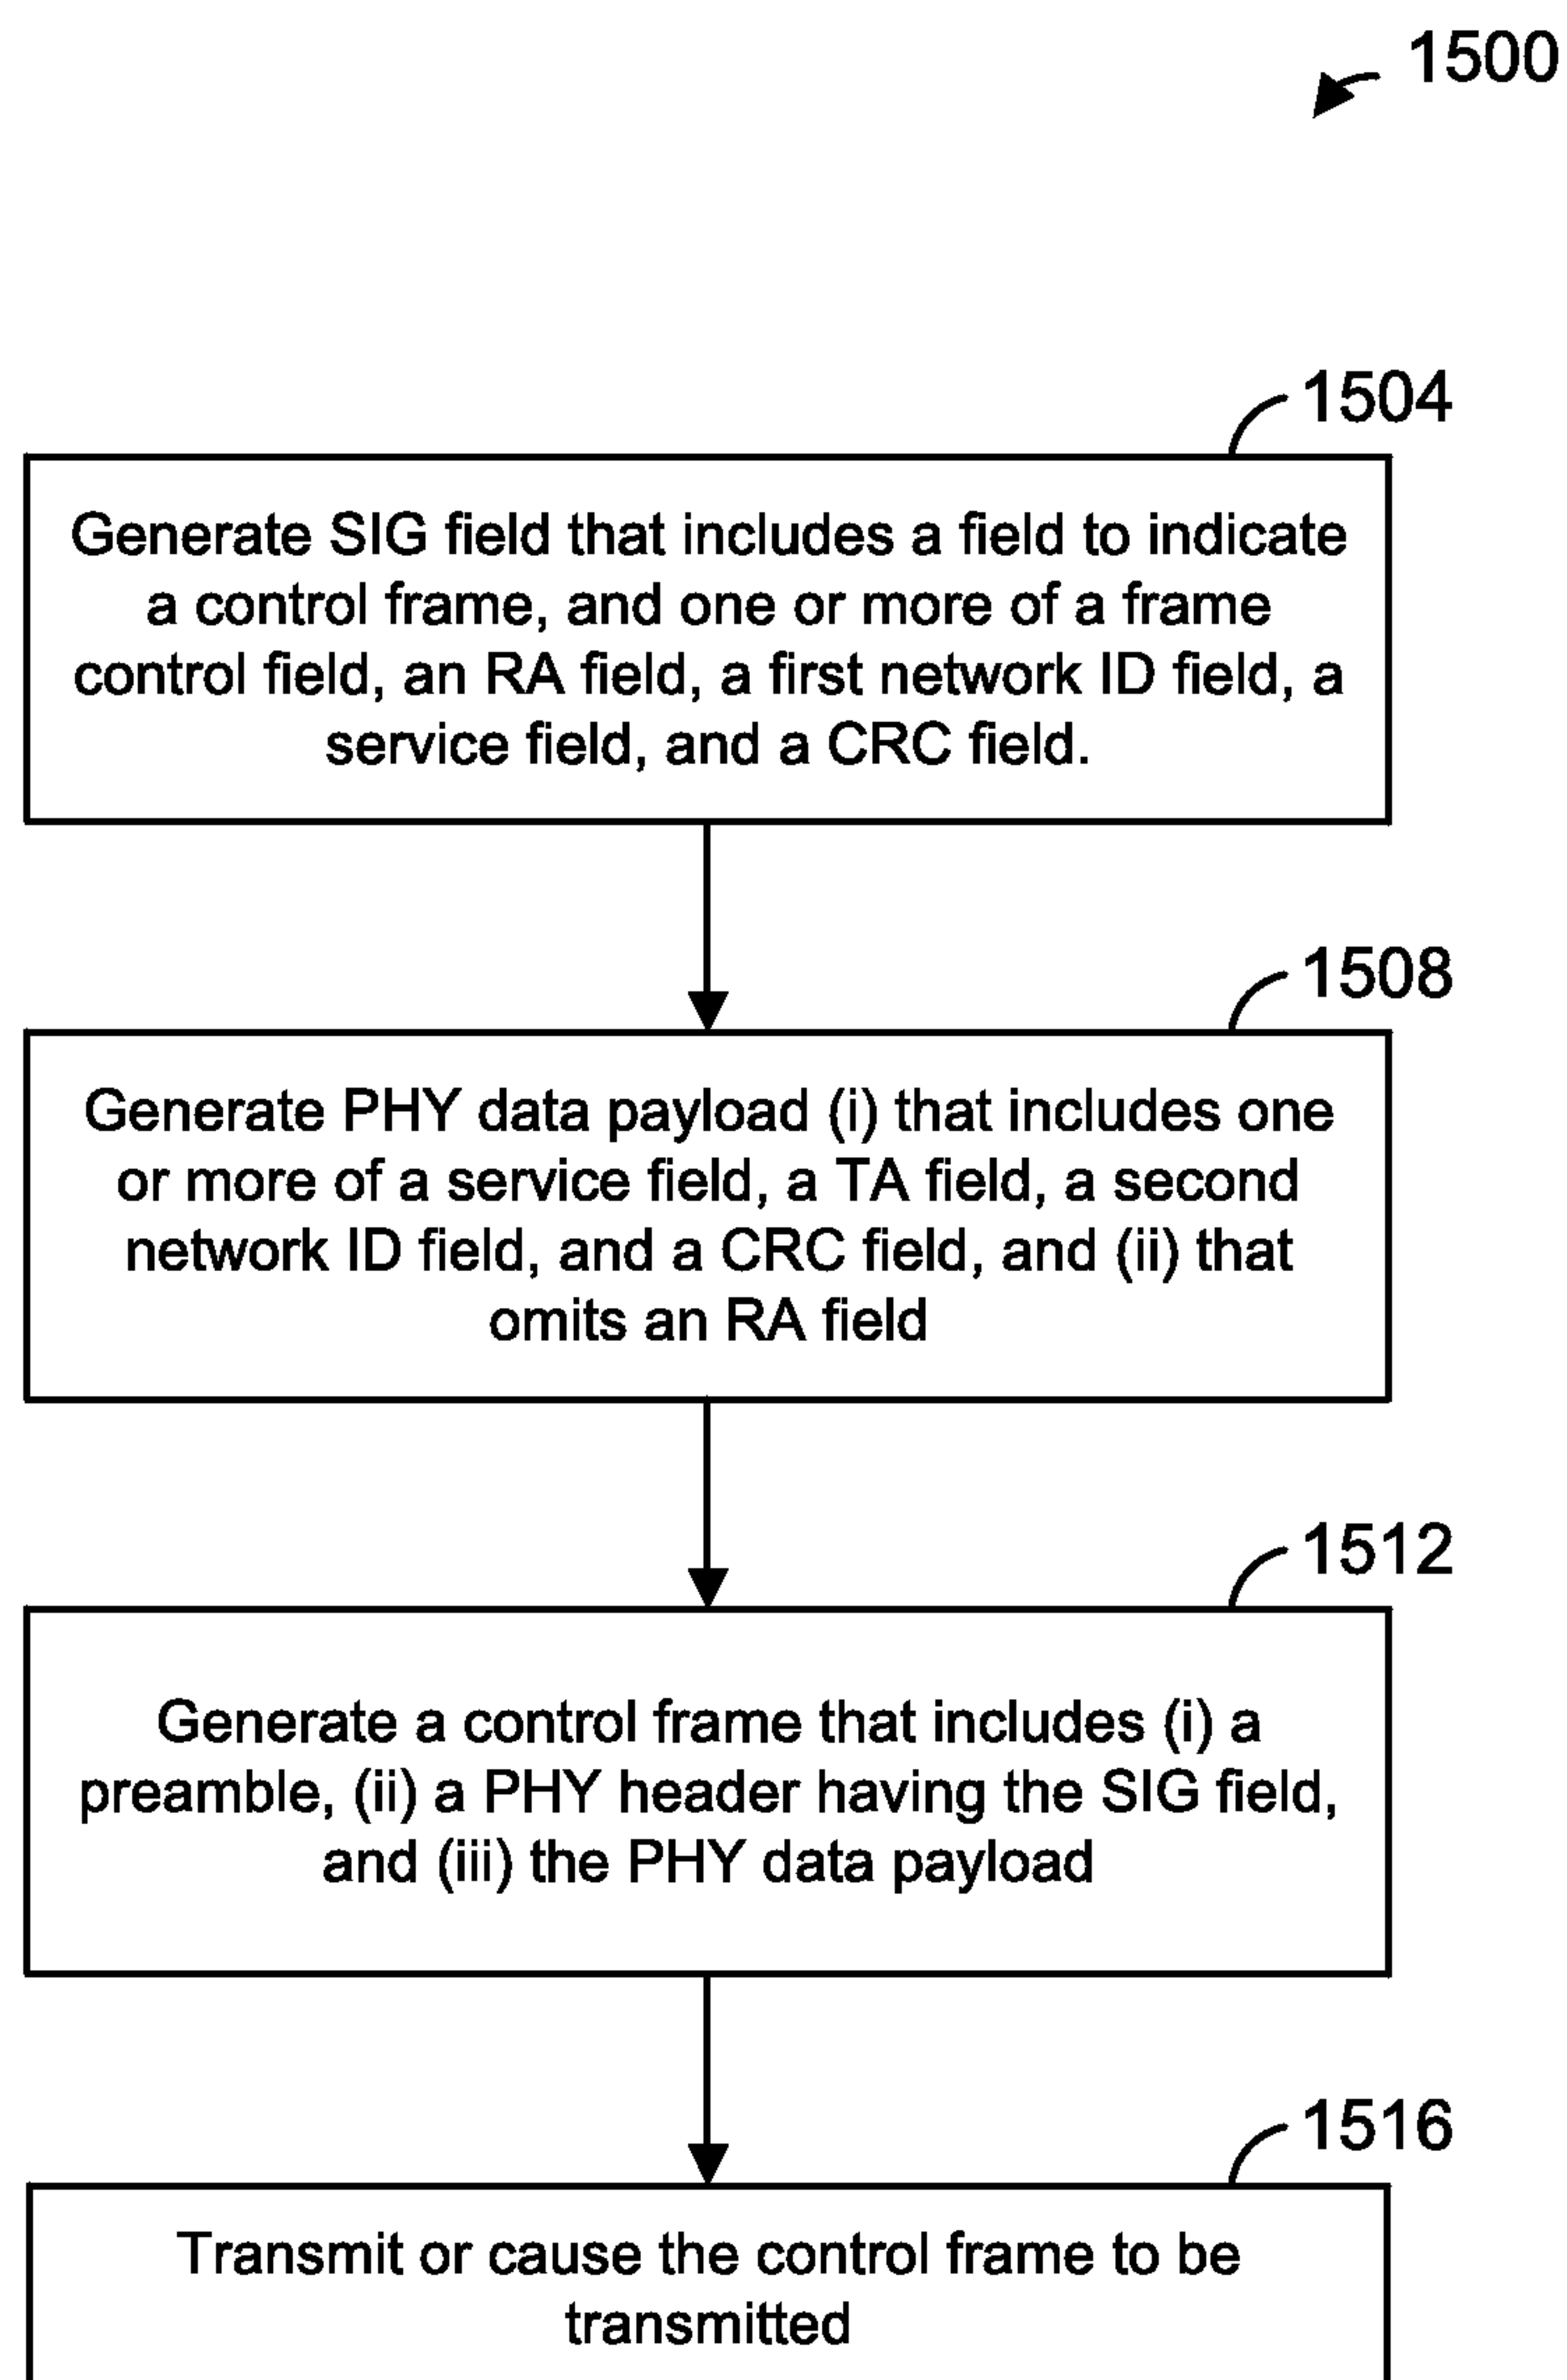 1500
1504
Generate SIG field that includes a field to indicate
a control frame, and one or more of a frame
control field, an RA field, a first network ID field, a
service field, and a CRC field.
1508
Generate PHY data payload (i) that includes one
or more of a service field, a TA field, a second
network ID field, and a CRC field, and (ii) that
omits an RA field
1512
Generate a control frame that includes (i) a
preamble, (ii) a PHY header having the SIG field,
and (iii) the PHY data payload
1516
Transmit or cause the control frame to be
transmitted